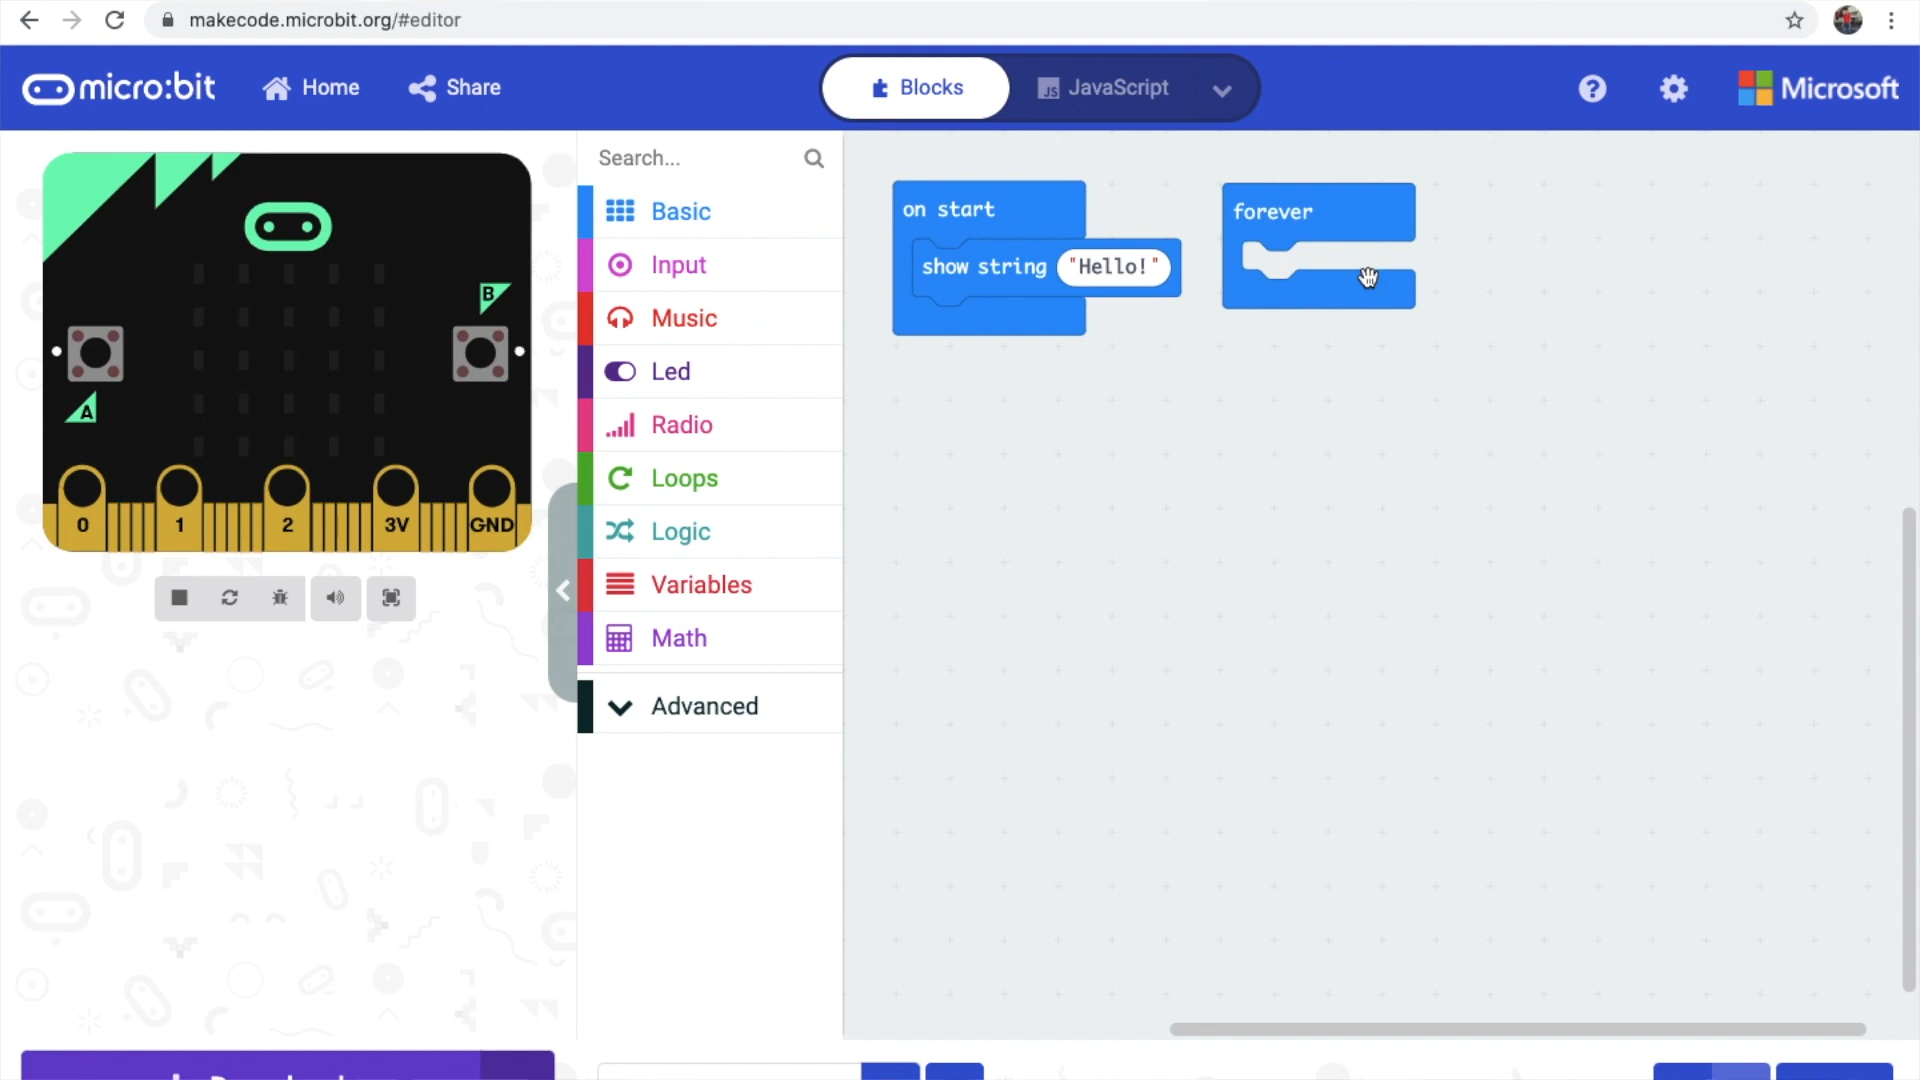 makecode.microbit.org/#editor
micro:bit
Home
Share
Blocks
JS JavaScript
?
Microsoft
B
A
0 1 2 3V GND
Search...
Basic
Input
Music
Led
Radio
Loops
Logic
Variables
Math
Advanced
on start
show string "Hello!"
forever